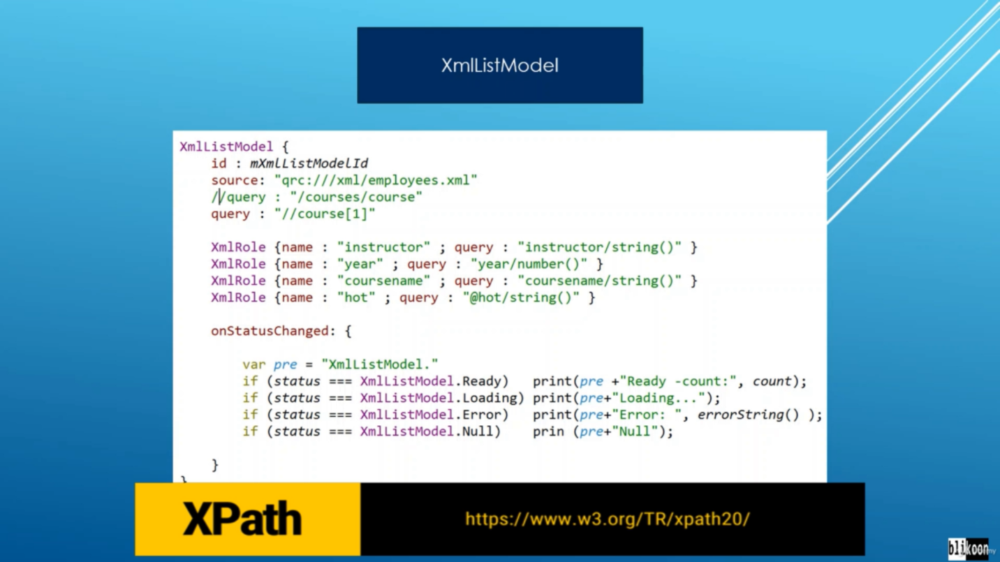 XmlListModel
XmlListModel {
id : mXmlListModelId
source: "qrc:///xml/employees.xml"
//query : "/courses/course"
query : "//course[1]"
XmlRole {name : "instructor" ; query : "instructor/string()" }
XmlRole {name : "year" ; query : "year/number()" }
XmlRole {name : "coursename" ; query : "coursename/string()" }
XmlRole {name : "hot" ; query : "@hot/string()" }
onStatusChanged: {
var pre = "XmlListModel."
if (status === XmlListModel.Ready) print(pre +"Ready -count:", count);
if (status === XmlListModel.Loading) print(pre+"Loading...");
if (status === XmlListModel.Error) print(pre+"Error: ", errorString() );
if (status === XmlListModel.Null) prin (pre+"Null");
}
}
XPath
https://www.w3.org/TR/xpath20/
blikoon